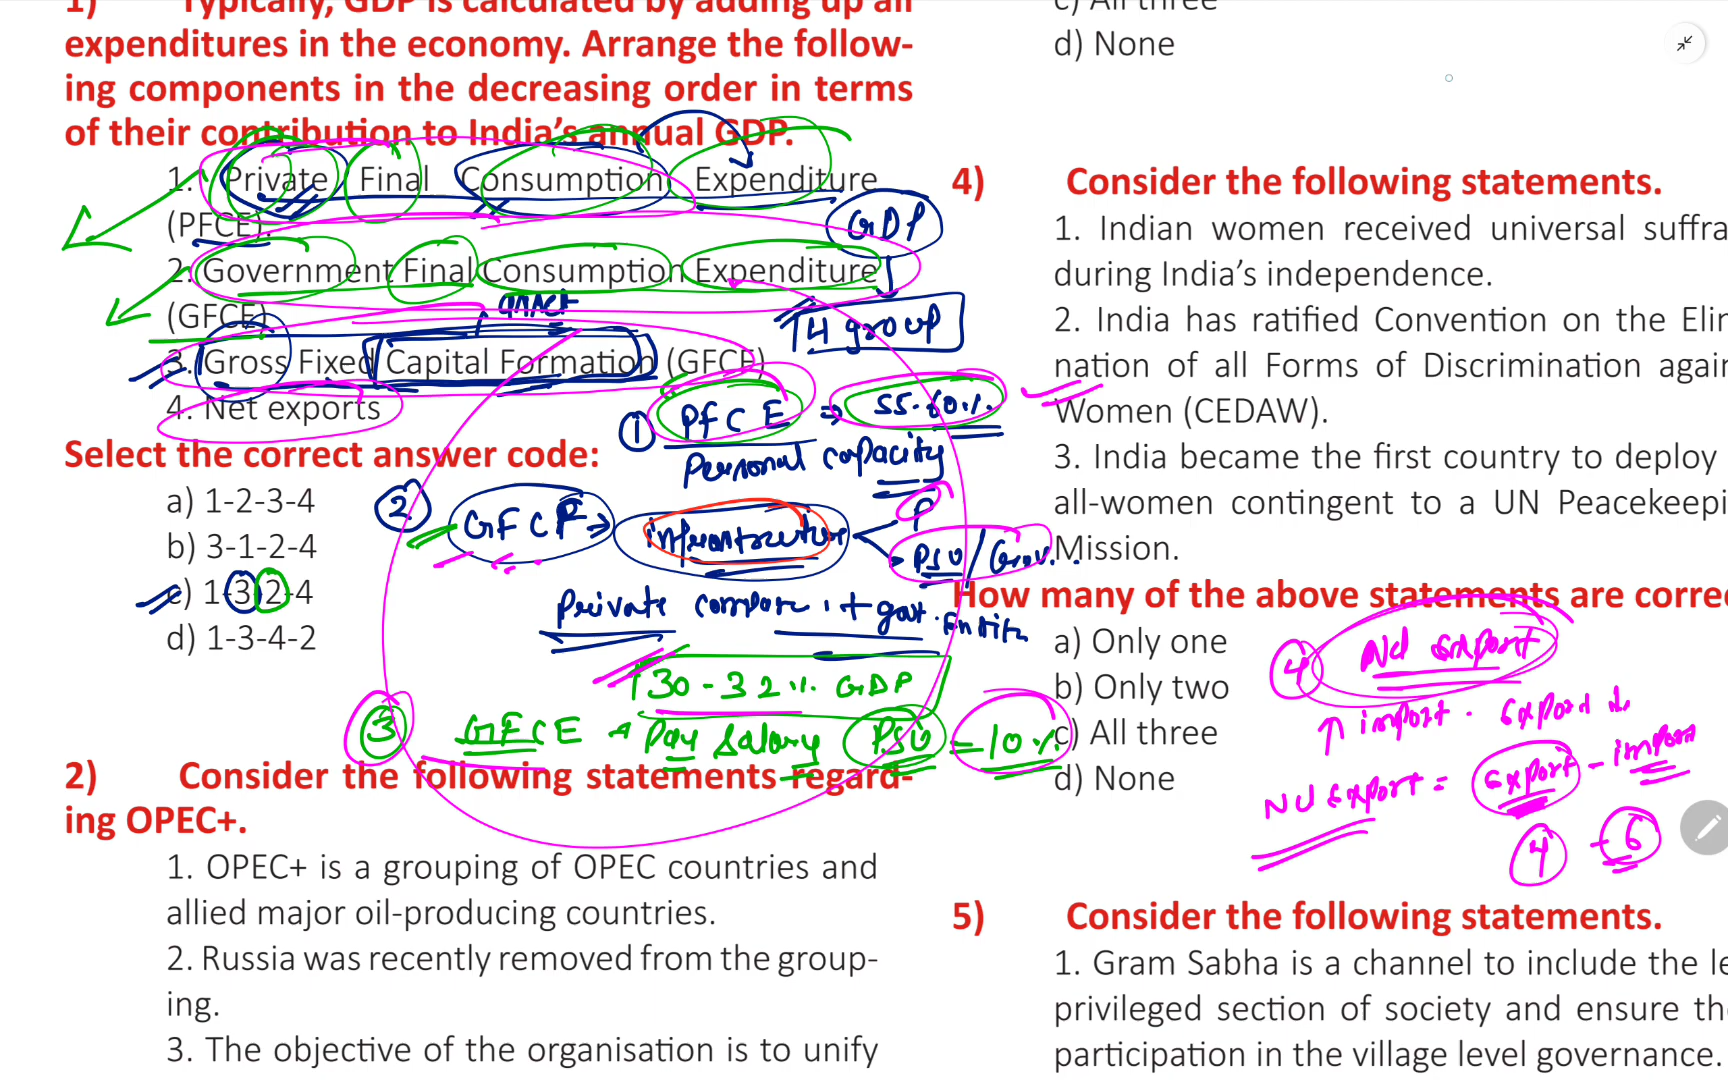 1) Typically, GDP is calculated by adding up all
expenditures in the economy. Arrange the follow-
ing components in the decreasing order in terms
of their contribution to India's annual GDP.
1. Private Final Consumption Expenditure
(PFCE).
2. Government Final Consumption Expenditure
(GFCE)
3. Gross Fixed Capital Formation (GFCF)
4. Net exports
Select the correct answer code:
a) 1-2-3-4
b) 3-1-2-4
c) 1-3-2-4
d) 1-3-4-2
GDP
4 group
1 PFCE ⇒ 55-60%
Personal capacity
2 GFCF → infrastructure
P
PSU / Gov.
Private + gov. Entity
30-32% GDP
3 GFCE Pay Salary PSU = 10%
2) Consider the following statements regard-
ing OPEC+.
1. OPEC+ is a grouping of OPEC countries and
allied major oil-producing countries.
2. Russia was recently removed from the group-
ing.
3. The objective of the organisation is to unify
c) All three
d) None
4) Consider the following statements.
1. Indian women received universal suffra
during India's independence.
2. India has ratified Convention on the Elin
nation of all Forms of Discrimination agair
Women (CEDAW).
3. India became the first country to deploy
all-women contingent to a UN Peacekeepi
Mission.
How many of the above statements are corre
a) Only one
b) Only two
c) All three
d) None
4 Net export
↑ import . Export ↓
Net Export = Export - import
4 - 6
5) Consider the following statements.
1. Gram Sabha is a channel to include the le
privileged section of society and ensure th
participation in the village level governance.